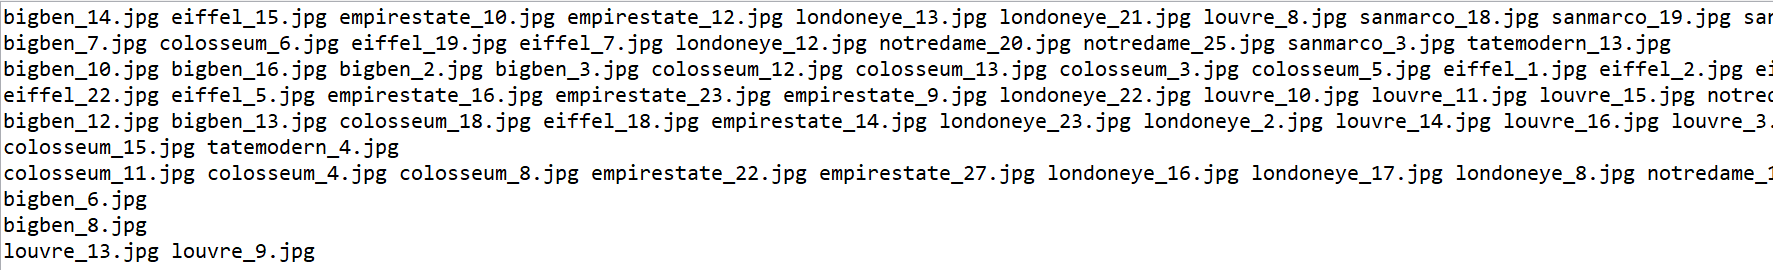 bigben_14.jpg eiffel_15.jpg empirestate_10.jpg empirestate_12.jpg londoneye_13.jpg londoneye_21.jpg louvre_8.jpg sanmarco_18.jpg sanmarco_19.jpg
bigben_7.jpg colosseum_6.jpg eiffel_19.jpg eiffel_7.jpg londoneye_12.jpg notredame_20.jpg notredame_25.jpg sanmarco_3.jpg tatemodern_13.jpg
bigben_10.jpg bigben_16.jpg bigben_2.jpg bigben_3.jpg colosseum_12.jpg colosseum_13.jpg colosseum_3.jpg colosseum_5.jpg eiffel_1.jpg eiffel_2.jpg
eiffel_22.jpg eiffel_5.jpg empirestate_16.jpg empirestate_23.jpg empirestate_9.jpg londoneye_22.jpg louvre_10.jpg louvre_11.jpg louvre_15.jpg
bigben_12.jpg bigben_13.jpg colosseum_18.jpg eiffel_18.jpg empirestate_14.jpg londoneye_23.jpg londoneye_2.jpg louvre_14.jpg louvre_16.jpg louvre_3.
colosseum_15.jpg tatemodern_4.jpg
colosseum_11.jpg colosseum_4.jpg colosseum_8.jpg empirestate_22.jpg empirestate_27.jpg londoneye_16.jpg londoneye_17.jpg londoneye_8.jpg notredame_1
bigben_6.jpg
bigben_8.jpg
louvre_13.jpg louvre_9.jpg